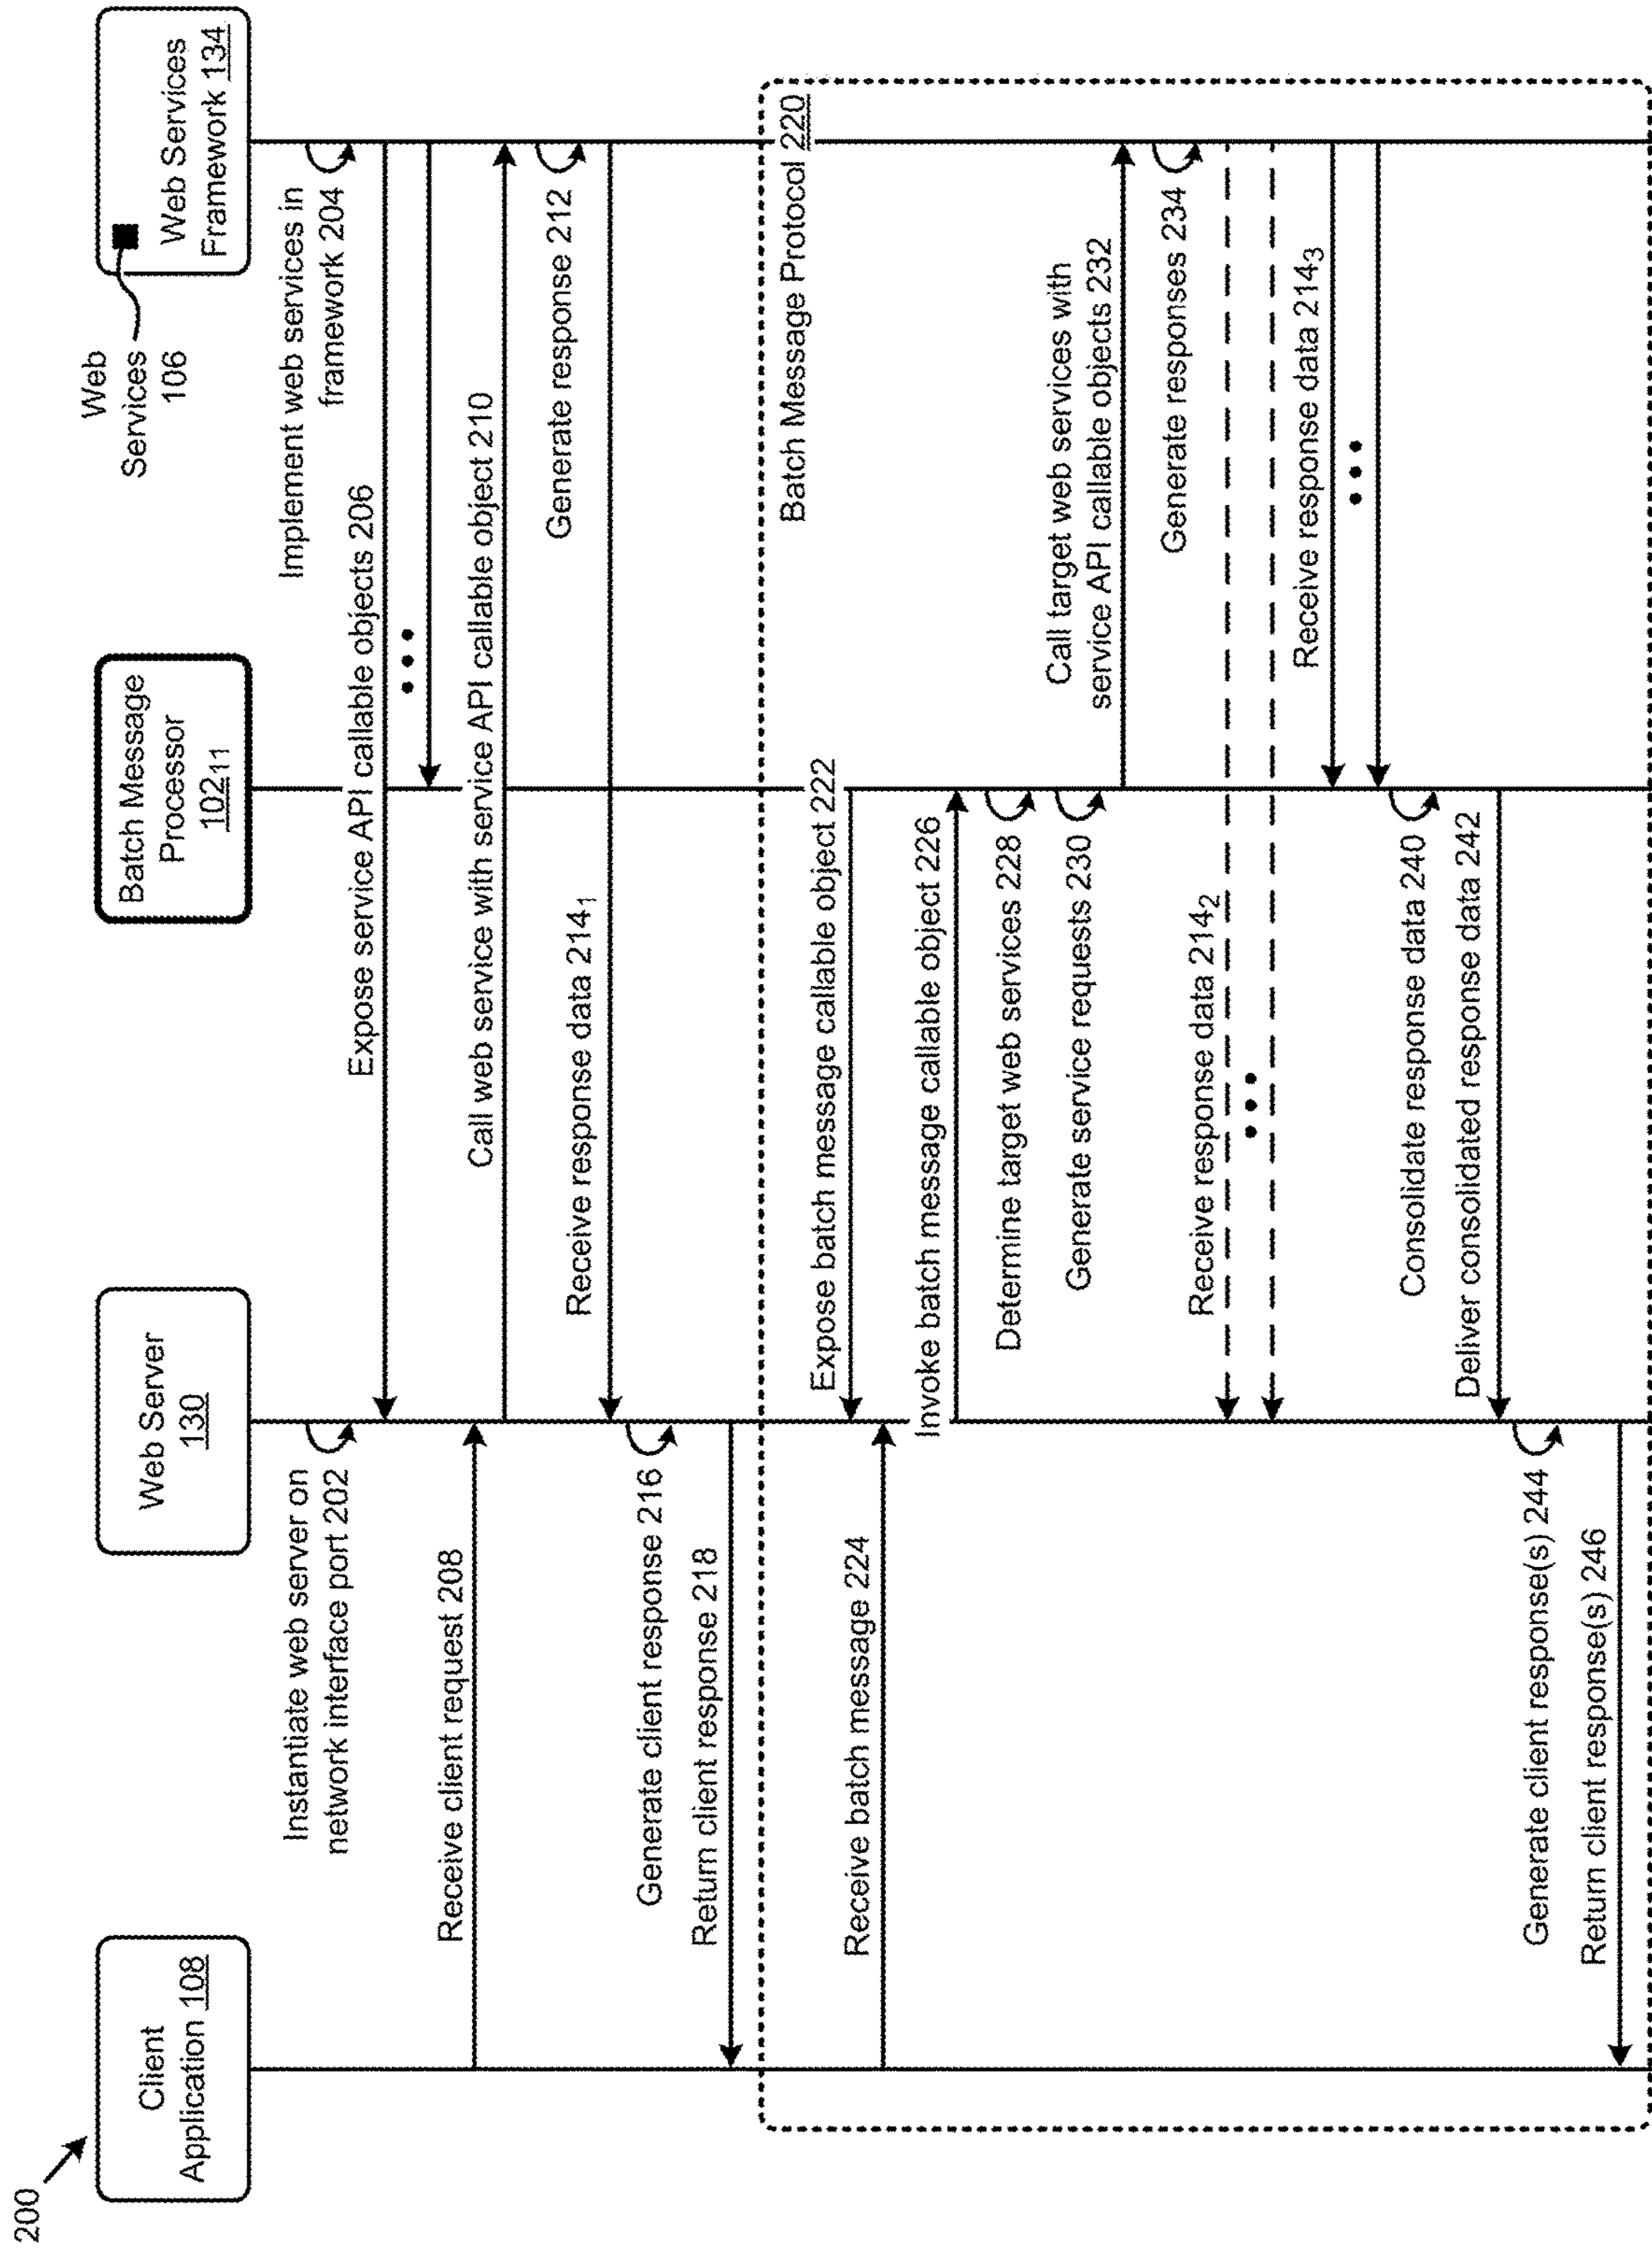 200
Client
Application 108
Web Server
130
Batch Message
Processor
102₁₁
Web Services
Framework 134
Web
Services
106
Instantiate web server on
network interface port 202
Implement web services in
framework 204
Expose service API callable objects 206
•••
Receive client request 208
Call web service with service API callable object 210
Generate response 212
Receive response data 214₁
Generate client response 216
Return client response 218
Batch Message Protocol 220
Expose batch message callable object 222
Receive batch message 224
Invoke batch message callable object 226
Determine target web services 228
Generate service requests 230
Call target web services with
service API callable objects 232
Generate responses 234
Receive response data 214₂
•••
Receive response data 214₃
•••
Consolidate response data 240
Deliver consolidated response data 242
Generate client response(s) 244
Return client response(s) 246